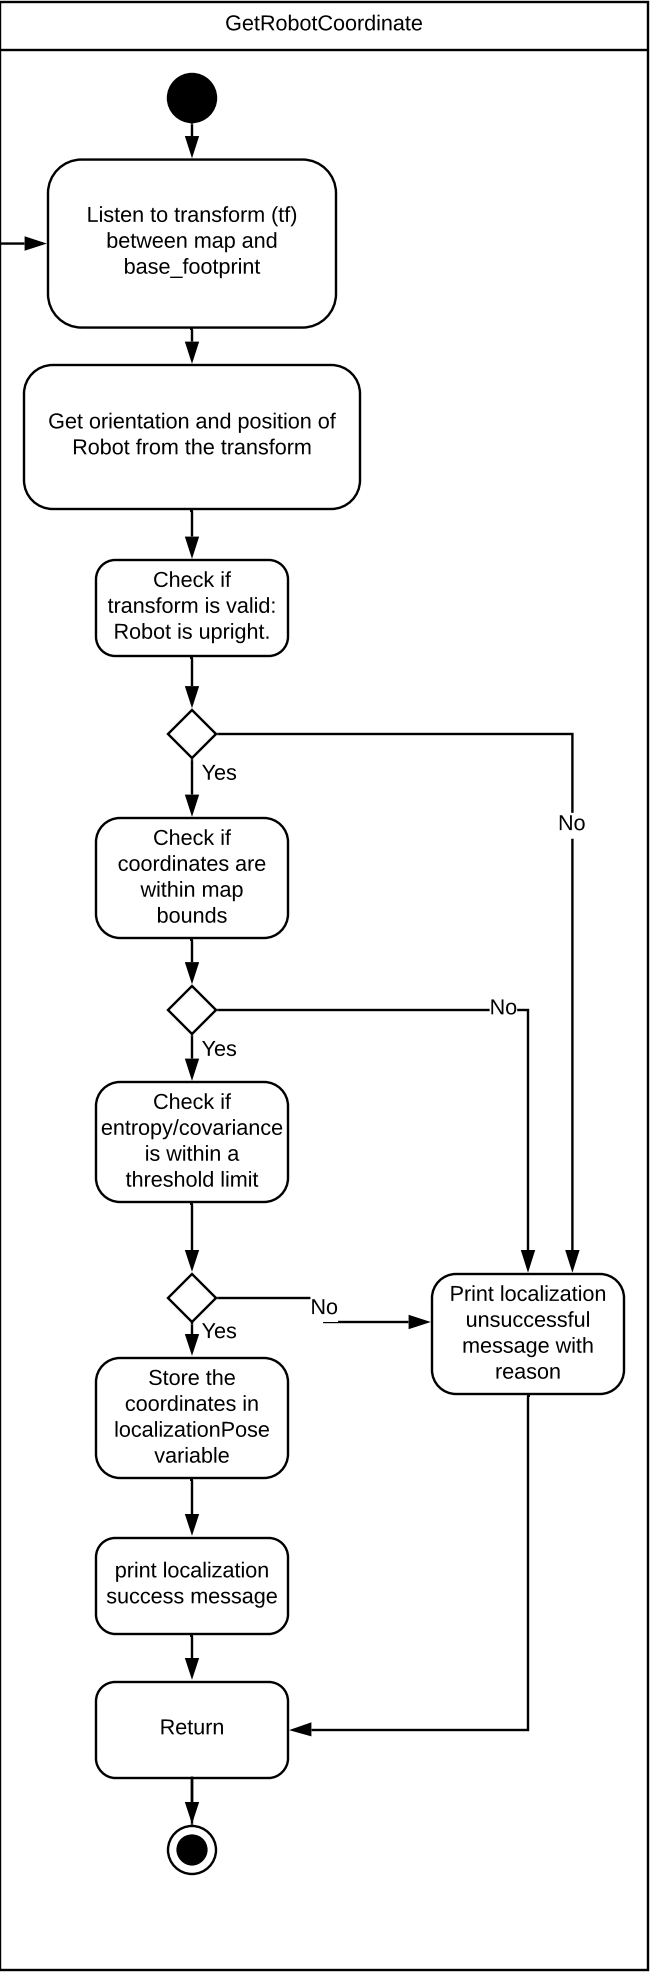 GetRobotCoordinate
Listen to transform (tf)
between map and
base_footprint
Get orientation and position of
Robot from the transform
Check if
transform is valid:
Robot is upright.
Yes
No
Check if
coordinates are
within map
bounds
No
Yes
Check if
entropy/covariance
is within a
threshold limit
No
Yes
Print localization
unsuccessful
message with
reason
Store the
coordinates in
localizationPose
variable
print localization
success message
Return